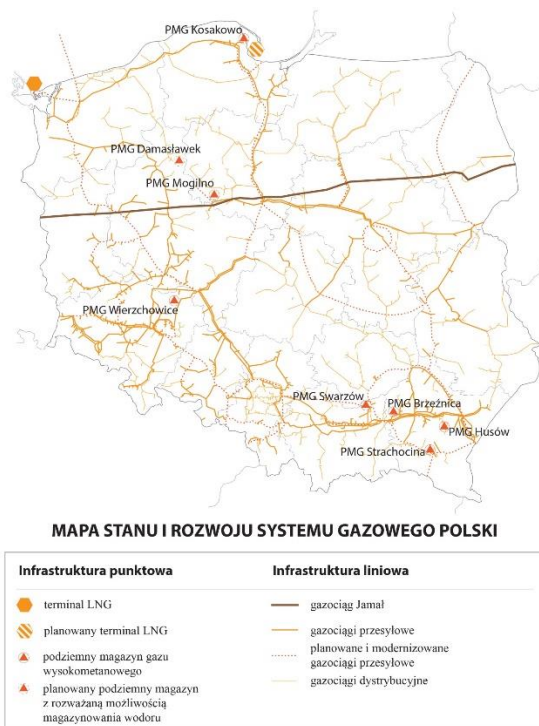 PMG Kosakowo
PMG Damasławek
PMG Mogilno
PMG Wierzchowice
PMG Swarzów
PMG Brzeźnica
PMG Husów
PMG Strachocina
MAPA STANU I ROZWOJU SYSTEMU GAZOWEGO POLSKI
Infrastruktura punktowa
terminal LNG
planowany terminal LNG
podziemny magazyn gazu
wysokometanowego
planowany podziemny magazyn
z rozważaną możliwością
magazynowania wodoru
Infrastruktura liniowa
gazociąg Jamał
gazociągi przesyłowe
planowane i modernizowane
gazociągi przesyłowe
gazociągi dystrybucyjne